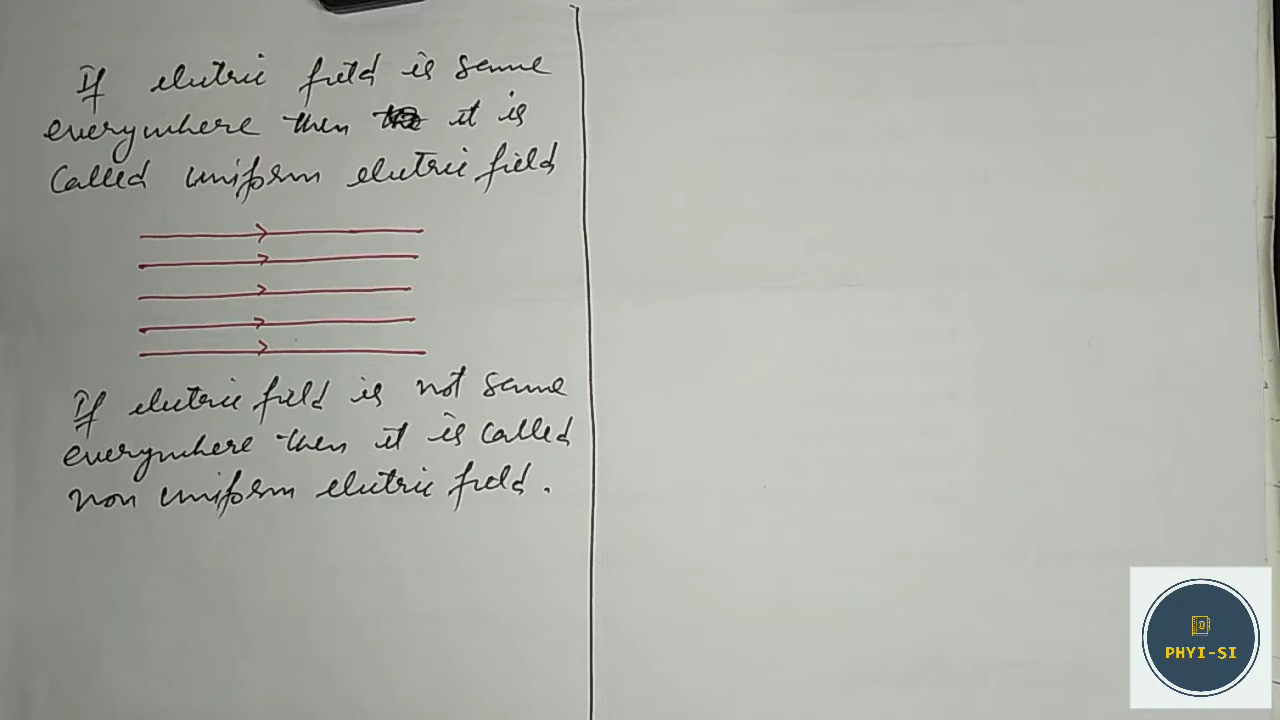 If electric field is same
everywhere then it is
Called uniform electric field
If electric field is not same
everywhere then it is called
non uniform electric field.
PHYI-SI